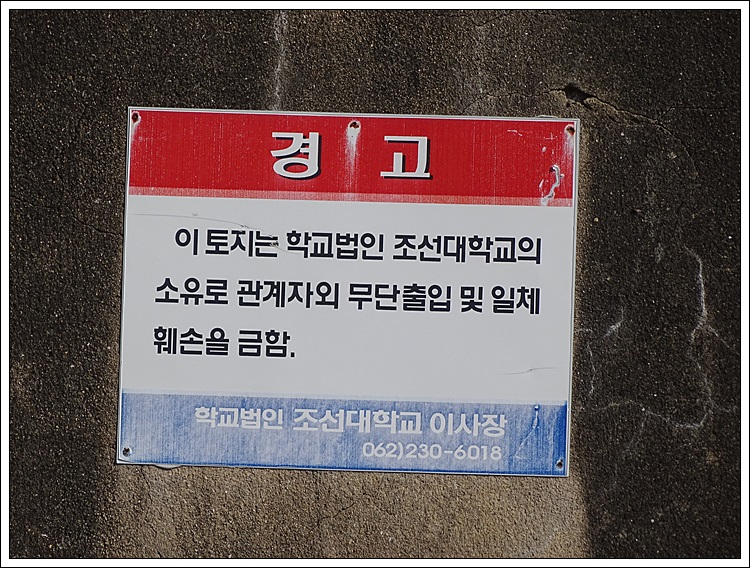 경 고
이 토지는 학교법인 조선대학교의
소유로 관계자외 무단출입 및 일체
훼손을 금함.
학교법인 조선대학교 이사장
062)230-6018